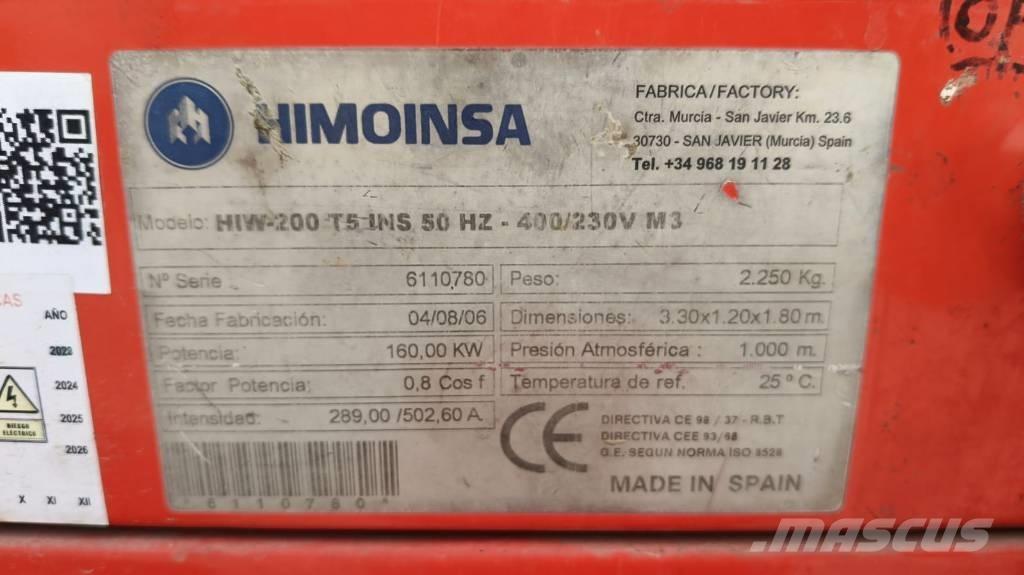 HIMOINSA
FABRICA/FACTORY:
Ctra. Murcia - San Javier Km. 23.6
30730 - SAN JAVIER (Murcia) Spain
Tel. +34 968 19 11 28
Modelo: HIW-200 T5 INS 50 HZ - 400/230V M3
Nº Serie 6110780
Fecha Fabricación: 04/08/06
Potencia: 160,00 KW
Factor Potencia: 0,8 Cos f
Intensidad: 289,00 /502,60 A
Peso: 2.250 Kg.
Dimensiones: 3.30x1.20x1.80 m.
Presión Atmosférica : 1.000 m.
Temperatura de ref. 25 º C.
*6110780*
CE
DIRECTIVA CE 98 / 37 - R.B.T
DIRECTIVA CEE 93/68
G.E. SEGUN NORMA ISO 8528
MADE IN SPAIN
AÑO
2023
2024
2025
2026
RIESGO
ELECTRICO
X XI XII
mascus